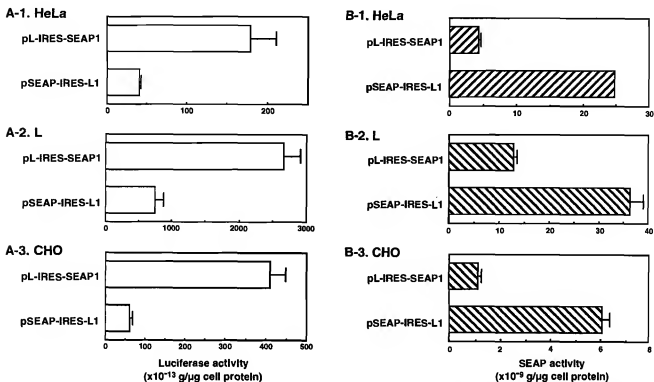 A-1. HeLa
pL-IRES-SEAP1
pSEAP-IRES-L1
0 100 200
A-2. L
pL-IRES-SEAP1
pSEAP-IRES-L1
0 1000 2000 3000
A-3. CHO
pL-IRES-SEAP1
pSEAP-IRES-L1
0 100 200 300 400 500
Luciferase activity
(x10⁻¹³ g/μg cell protein)
B-1. HeLa
pL-IRES-SEAP1
pSEAP-IRES-L1
0 10 20 30
B-2. L
pL-IRES-SEAP1
pSEAP-IRES-L1
0 10 20 30 40
B-3. CHO
pL-IRES-SEAP1
pSEAP-IRES-L1
0 2 4 6 8
SEAP activity
(x10⁻⁹ g/μg cell protein)